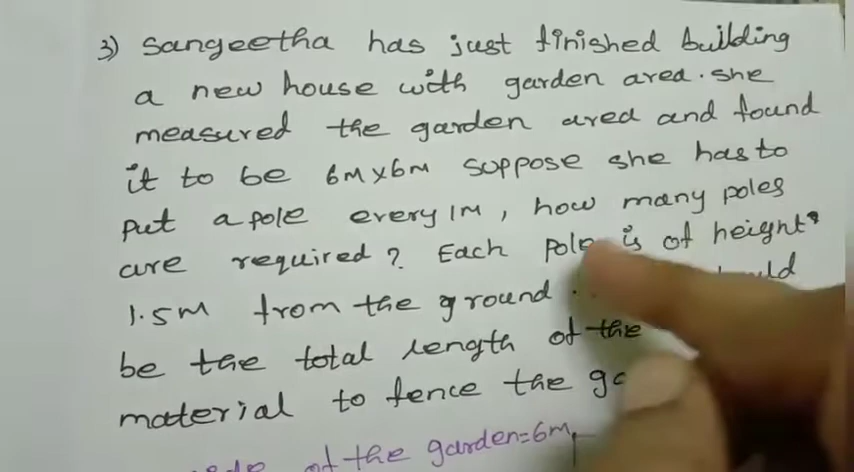 3) Sangeetha has just finished building
a new house with garden area. she
measured the garden area and found
it to be 6m x 6m suppose she has to
put a pole every 1m, how many poles
are required? Each pole is of height
1.5m from the ground.
be the total length of the
material to fence the
of the garden=6m